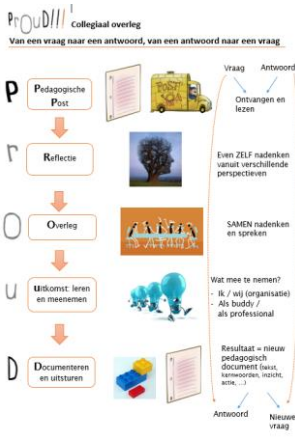 PrOUD!!!
Collegiaal overleg
Van een vraag naar een antwoord, van een antwoord naar een vraag
Vraag
Antwoord
P
Pedagogische
Post
Ontvangen en
lezen
r
Reflectie
Even ZELF nadenken
vanuit verschillende
perspectieven
O
Overleg
SAMEN nadenken
en spreken
u
uitkomst: leren
en meenemen
Wat mee te nemen?
- Ik / wij (organisatie)
- Als buddy /
als professional
D
Documenteren
en uitsturen
Resultaat = nieuw
pedagogisch
document (tekst,
kernwoorden, inzicht,
actie, ...)
Antwoord
Nieuwe
vraag